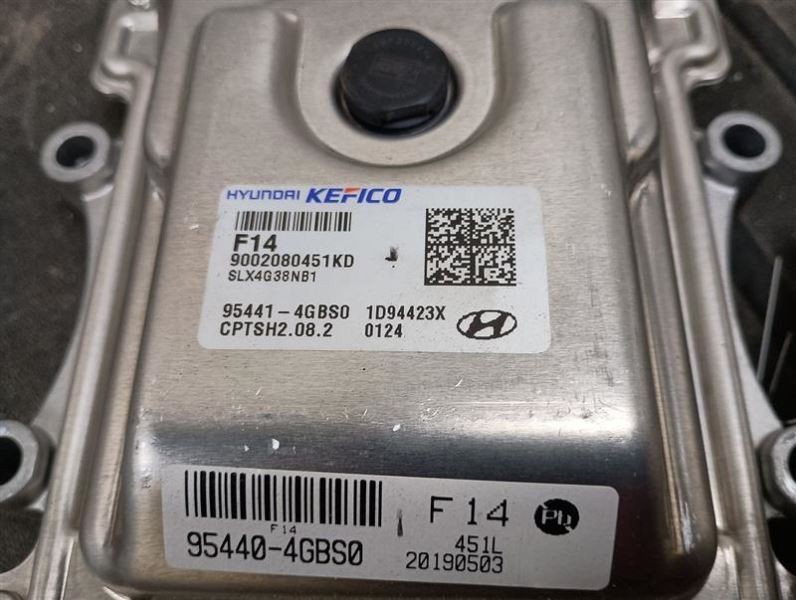 HYUNDAI KEFICO
F14
9002080451KD
SLX4G38NB1
95441-4GBS0 1D94423X
CPTSH2.08.2 0124
F14
F14
95440-4GBS0
451L
20190503